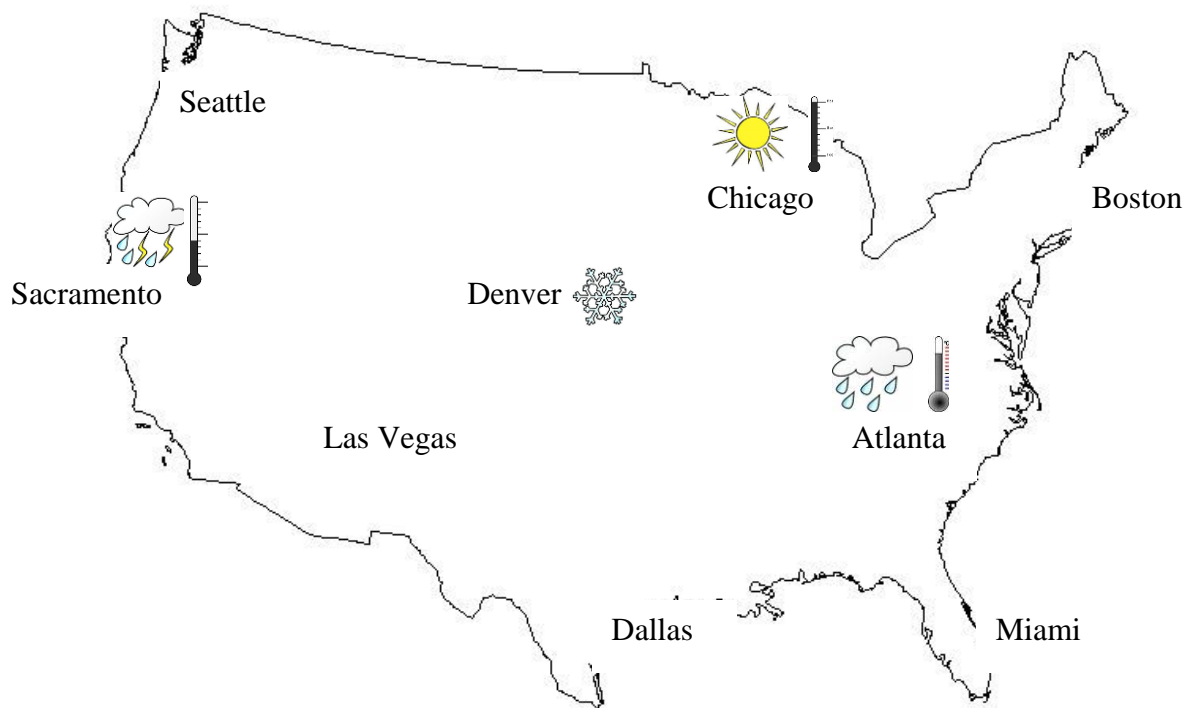 Seattle
Chicago
Boston
Sacramento
Denver
Atlanta
Las Vegas
Dallas
Miami